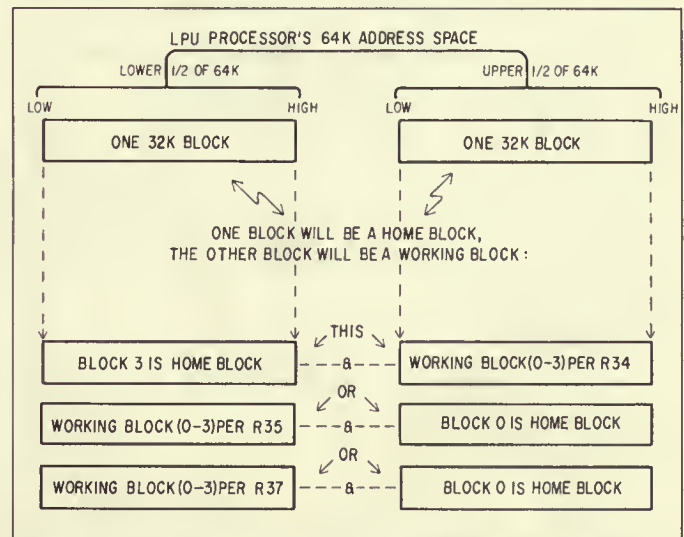 LPU PROCESSOR'S 64K ADDRESS SPACE
LOWER 1/2 OF 64K UPPER 1/2 OF 64K
LOW HIGH LOW HIGH
ONE 32K BLOCK ONE 32K BLOCK
ONE BLOCK WILL BE A HOME BLOCK,
THE OTHER BLOCK WILL BE A WORKING BLOCK:
THIS
BLOCK 3 IS HOME BLOCK & WORKING BLOCK(0-3)PER R34
OR
WORKING BLOCK(0-3)PER R35 & BLOCK 0 IS HOME BLOCK
OR
WORKING BLOCK(0-3)PER R37 & BLOCK 0 IS HOME BLOCK